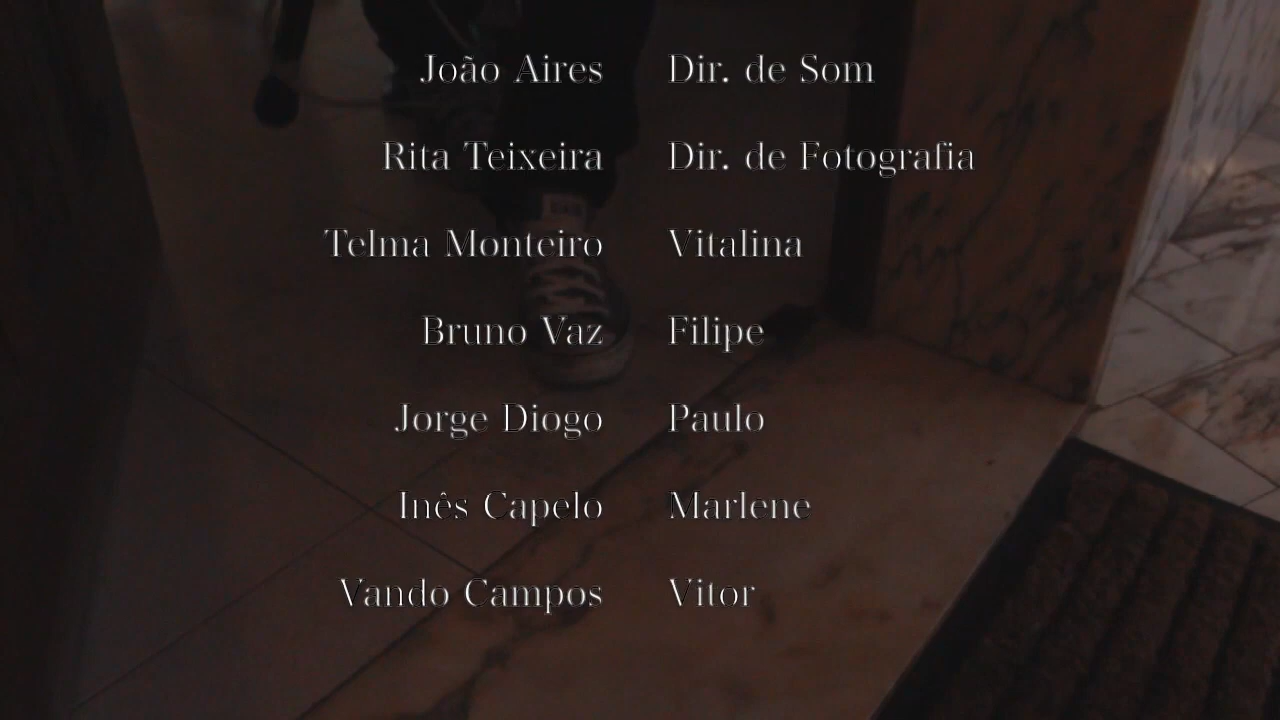 João Aires Dir. de Som
Rita Teixeira Dir. de Fotografia
Telma Monteiro Vitalina
Bruno Vaz Filipe
Jorge Diogo Paulo
Inês Capelo Marlene
Vando Campos Vitor